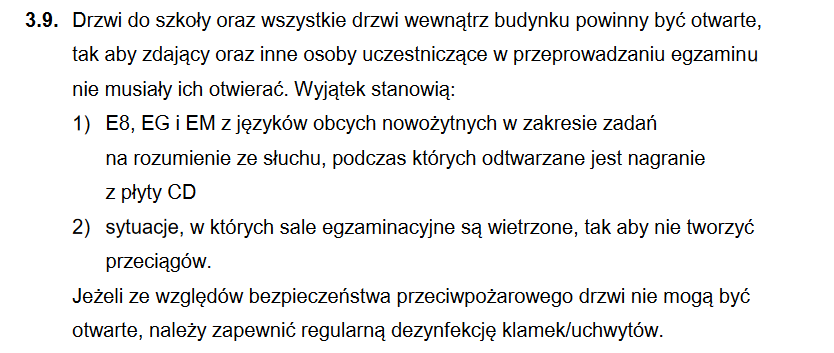 3.9. Drzwi do szkoły oraz wszystkie drzwi wewnątrz budynku powinny być otwarte,
tak aby zdający oraz inne osoby uczestniczące w przeprowadzaniu egzaminu
nie musiały ich otwierać. Wyjątek stanowią:
1) E8, EG i EM z języków obcych nowożytnych w zakresie zadań
na rozumienie ze słuchu, podczas których odtwarzane jest nagranie
z płyty CD
2) sytuacje, w których sale egzaminacyjne są wietrzone, tak aby nie tworzyć
przeciągów.
Jeżeli ze względów bezpieczeństwa przeciwpożarowego drzwi nie mogą być
otwarte, należy zapewnić regularną dezynfekcję klamek/uchwytów.